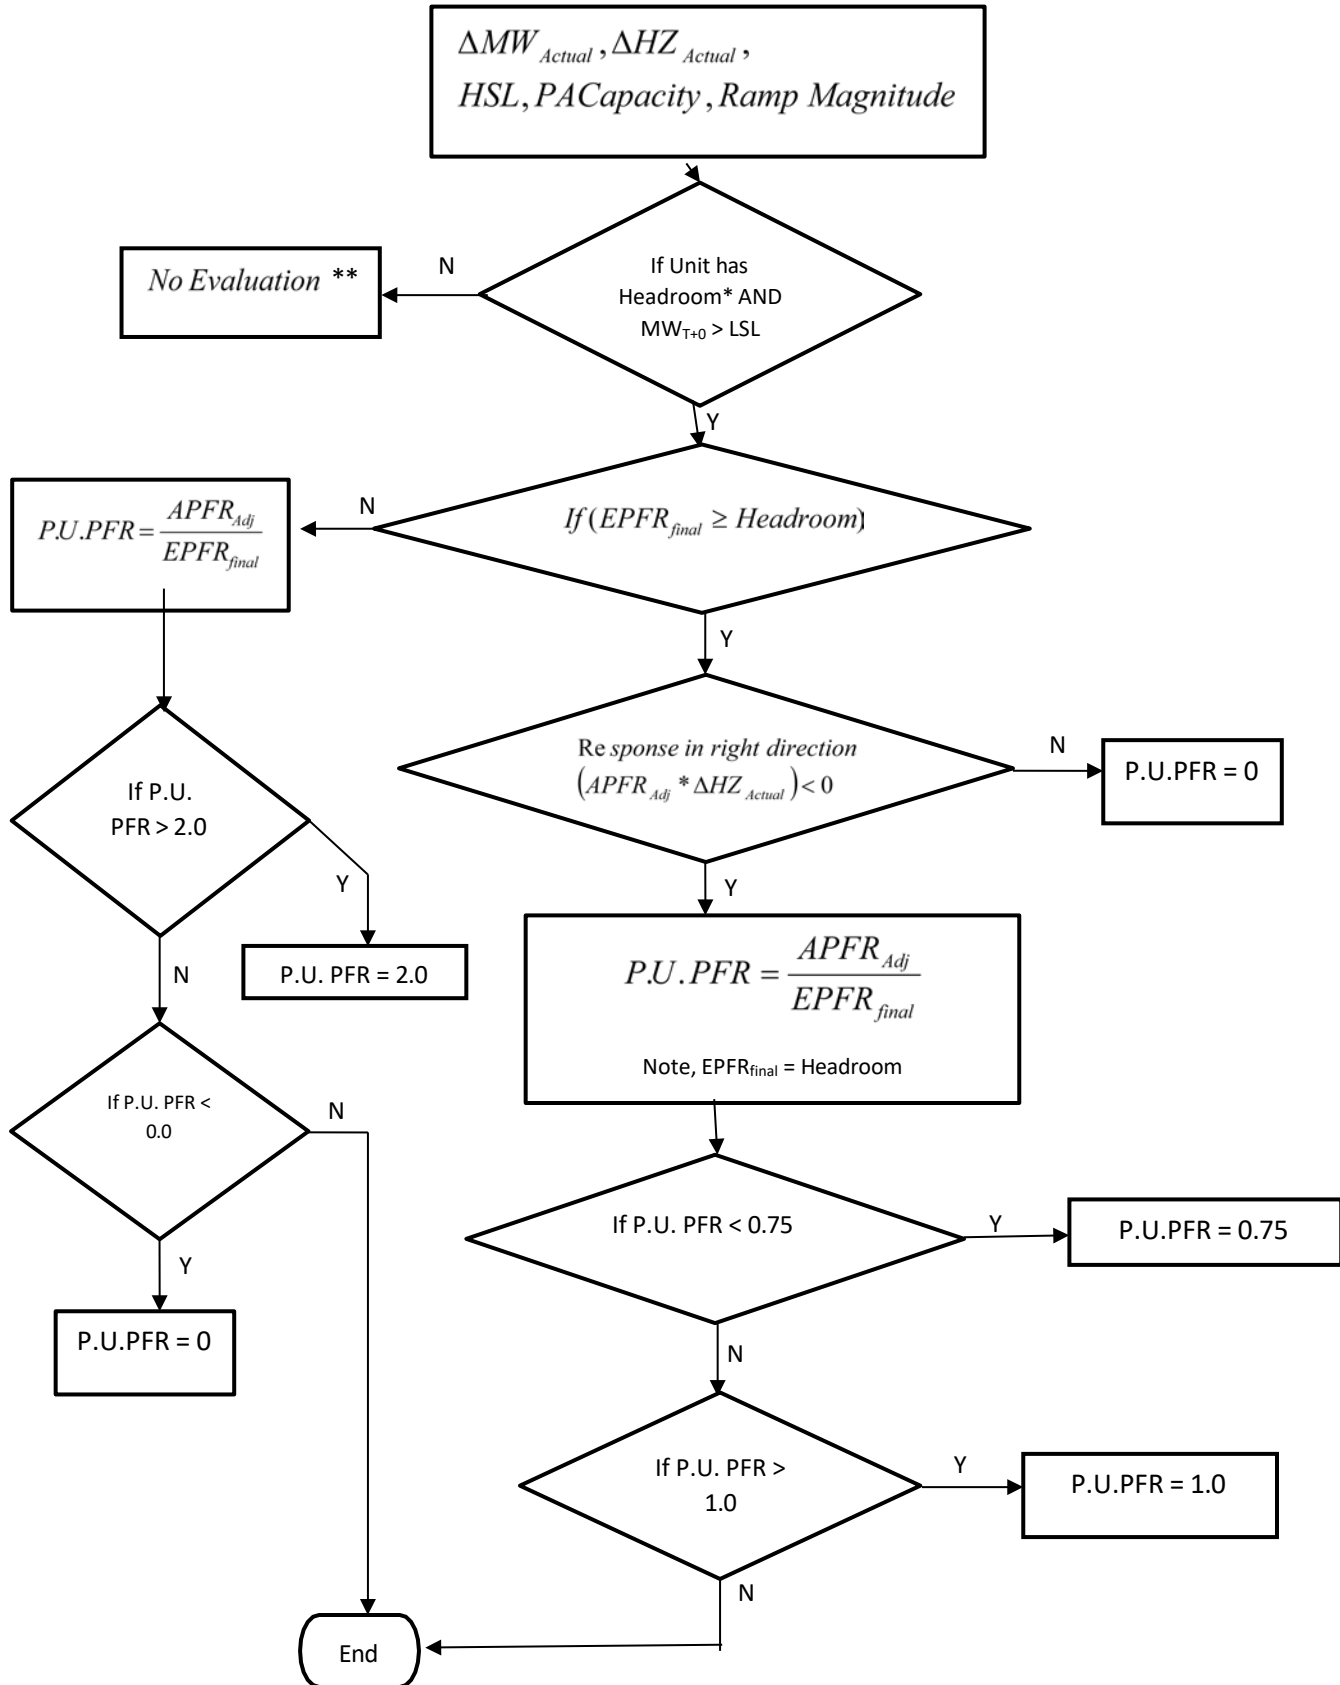 ΔMW_Actual, ΔHZ_Actual,
HSL, PACapacity, Ramp Magnitude
If Unit has
Headroom* AND
MW_T+0 > LSL
N
No Evaluation **
Y
If (EPFR_final ≥ Headroom)
N
P.U.PFR = APFR_Adj / EPFR_final
Y
Re sponse in right direction
(APFR_Adj * ΔHZ_Actual) < 0
N
P.U.PFR = 0
If P.U.
PFR > 2.0
Y
P.U. PFR = 2.0
N
Y
P.U.PFR = APFR_Adj / EPFR_final
Note, EPFR_final = Headroom
If P.U. PFR <
0.0
N
Y
P.U.PFR = 0
If P.U. PFR < 0.75
Y
P.U.PFR = 0.75
N
If P.U. PFR >
1.0
Y
P.U.PFR = 1.0
N
End